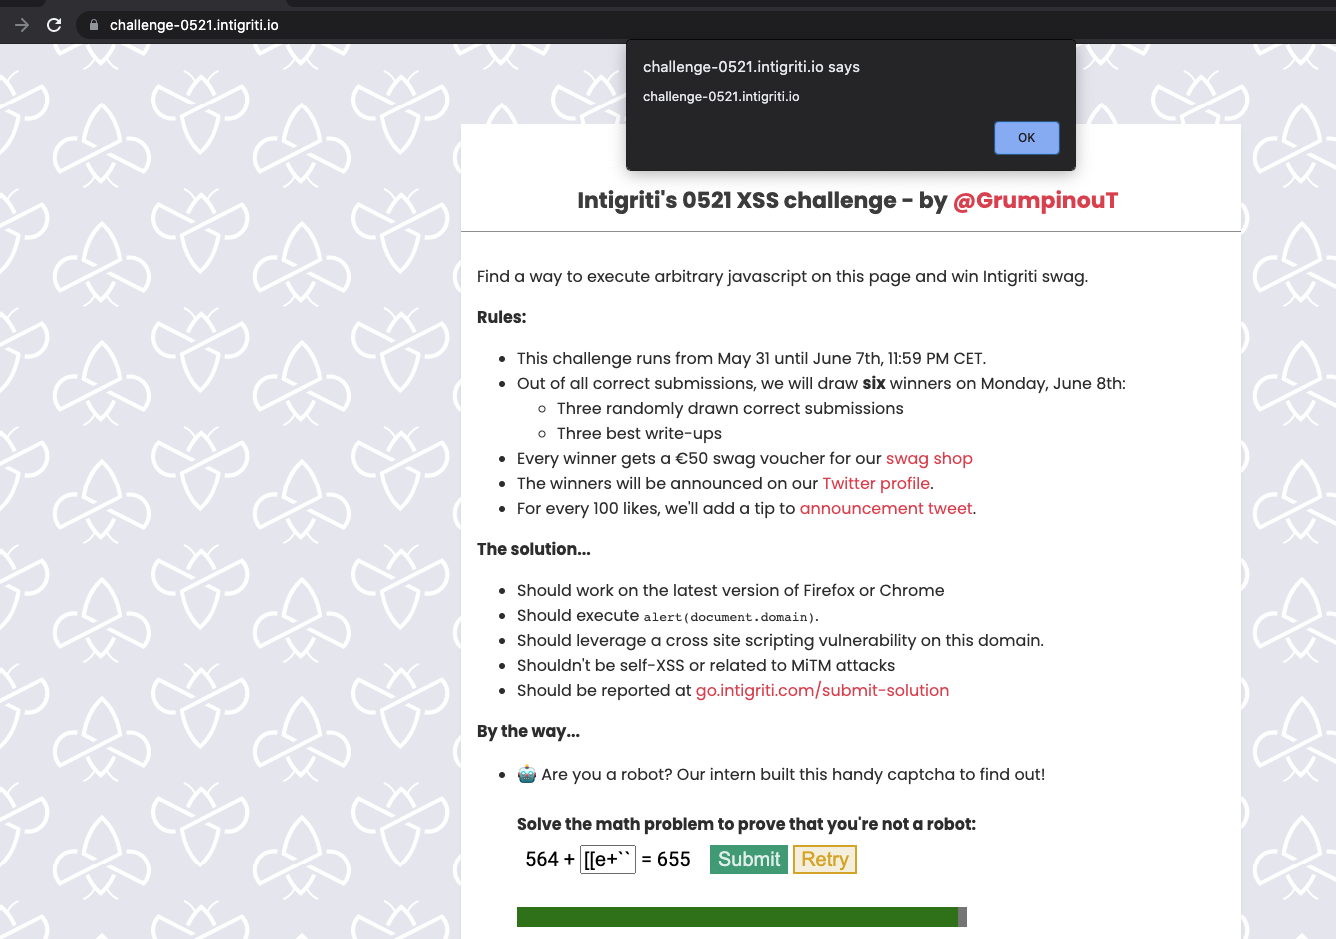 challenge-0521.intigriti.io
challenge-0521.intigriti.io says
challenge-0521.intigriti.io
OK
Intigriti's 0521 XSS challenge - by @GrumpinouT
Find a way to execute arbitrary javascript on this page and win Intigriti swag.
Rules:
This challenge runs from May 31 until June 7th, 11:59 PM CET.
Out of all correct submissions, we will draw six winners on Monday, June 8th:
Three randomly drawn correct submissions
Three best write-ups
Every winner gets a €50 swag voucher for our swag shop
The winners will be announced on our Twitter profile.
For every 100 likes, we'll add a tip to announcement tweet.
The solution...
Should work on the latest version of Firefox or Chrome
Should execute alert(document.domain).
Should leverage a cross site scripting vulnerability on this domain.
Shouldn't be self-XSS or related to MiTM attacks
Should be reported at go.intigriti.com/submit-solution
By the way...
🤖 Are you a robot? Our intern built this handy captcha to find out!
Solve the math problem to prove that you're not a robot:
564 + [[e+`` = 655 Submit Retry